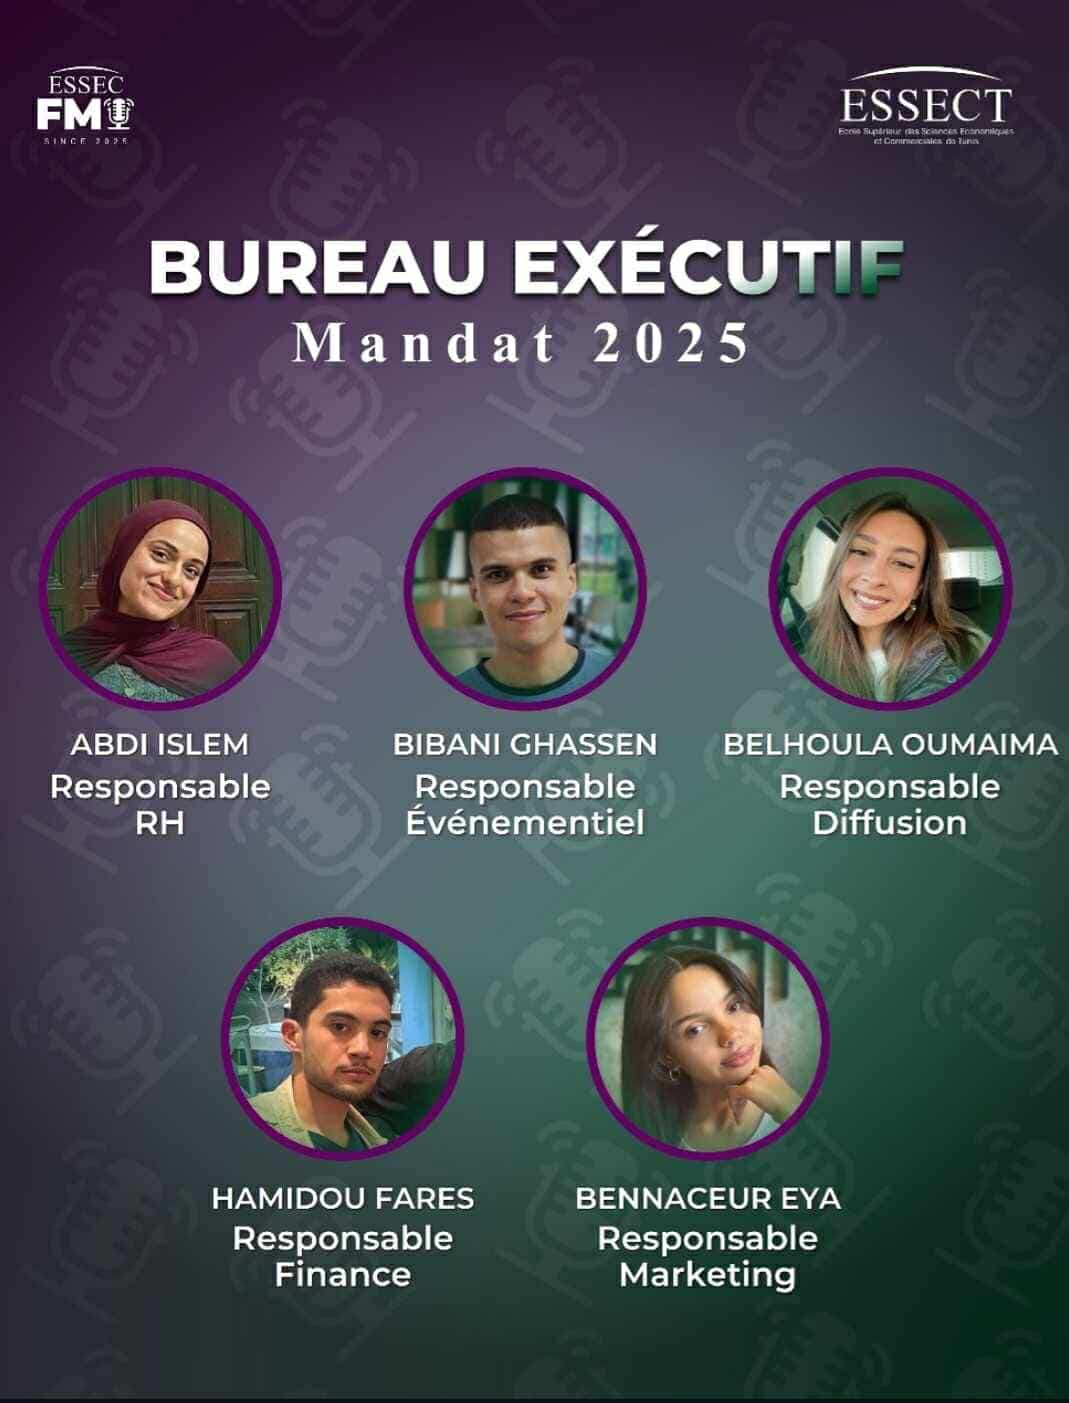 ESSEC
FM
SINCE 2025
ESSECT
Ecole Supérieur des Sciences Economiques
et Commerciales de Tunis
BUREAU EXÉCUTIF
Mandat 2025
ABDI ISLEM
Responsable
RH
BIBANI GHASSEN
Responsable
Événementiel
BELHOULA OUMAIMA
Responsable
Diffusion
HAMIDOU FARES
Responsable
Finance
BENNACEUR EYA
Responsable
Marketing